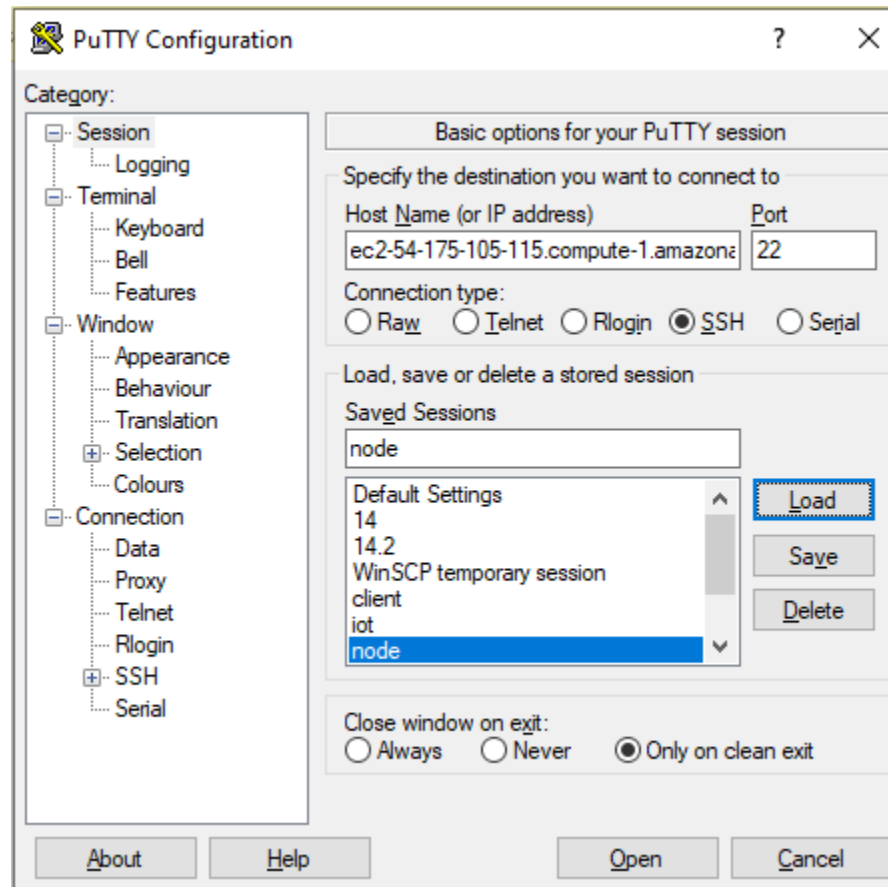 PuTTY Configuration
?
Category:
Session
Logging
Terminal
Keyboard
Bell
Features
Window
Appearance
Behaviour
Translation
Selection
Colours
Connection
Data
Proxy
Telnet
Rlogin
SSH
Serial
Basic options for your PuTTY session
Specify the destination you want to connect to
Host Name (or IP address) Port
ec2-54-175-105-115.compute-1.amazona 22
Connection type:
Raw Telnet Rlogin SSH Serial
Load, save or delete a stored session
Saved Sessions
node
Default Settings
14
14.2
WinSCP temporary session
client
iot
node
Load
Save
Delete
Close window on exit:
Always Never Only on clean exit
About Help Open Cancel